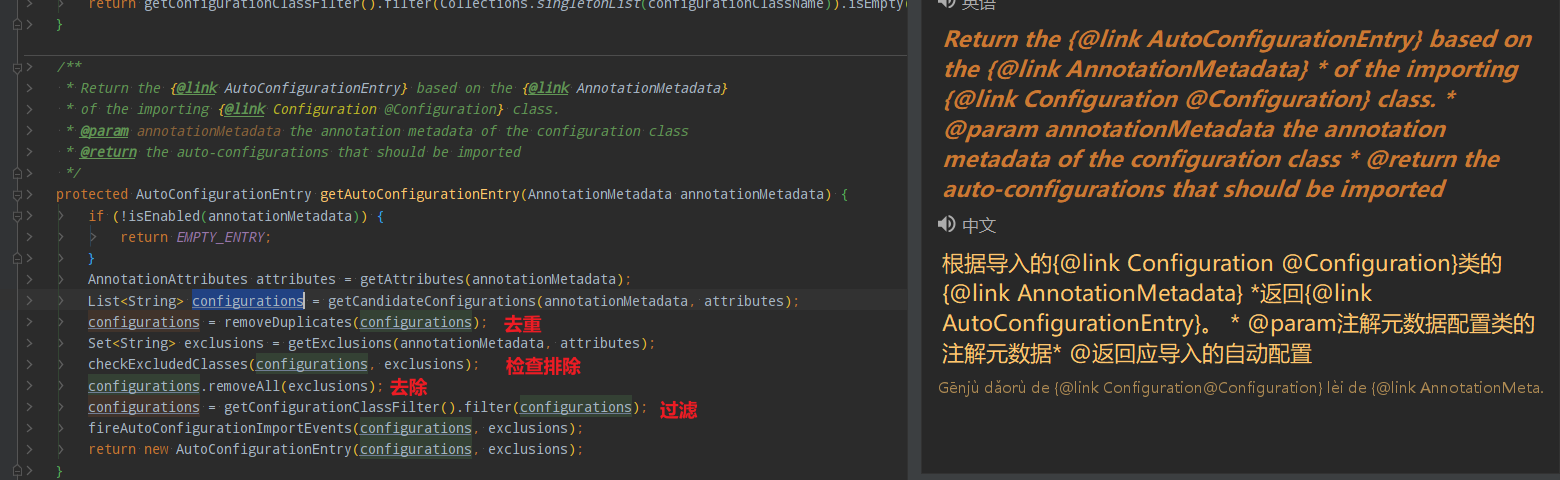 return getConfigurationClassFilter().filter(Collections.singletonList(configurationClassName)).isEmpty(
}
/**
* Return the {@link AutoConfigurationEntry} based on the {@link AnnotationMetadata}
* of the importing {@link Configuration @Configuration} class.
* @param annotationMetadata the annotation metadata of the configuration class
* @return the auto-configurations that should be imported
*/
protected AutoConfigurationEntry getAutoConfigurationEntry(AnnotationMetadata annotationMetadata) {
if (!isEnabled(annotationMetadata)) {
return EMPTY_ENTRY;
}
AnnotationAttributes attributes = getAttributes(annotationMetadata);
List<String> configurations = getCandidateConfigurations(annotationMetadata, attributes);
configurations = removeDuplicates(configurations); 去重
Set<String> exclusions = getExclusions(annotationMetadata, attributes);
checkExcludedClasses(configurations, exclusions); 检查排除
configurations.removeAll(exclusions); 去除
configurations = getConfigurationClassFilter().filter(configurations); 过滤
fireAutoConfigurationImportEvents(configurations, exclusions);
return new AutoConfigurationEntry(configurations, exclusions);
}
英语
Return the {@link AutoConfigurationEntry} based on
the {@link AnnotationMetadata} * of the importing
{@link Configuration @Configuration} class. *
@param annotationMetadata the annotation
metadata of the configuration class * @return the
auto-configurations that should be imported
中文
根据导入的{@link Configuration @Configuration}类的
{@link AnnotationMetadata} *返回{@link
AutoConfigurationEntry}。 * @param注解元数据配置类的
注解元数据* @返回应导入的自动配置
Gēnjù dǎorù de {@link Configuration@Configuration} lèi de {@link AnnotationMeta.